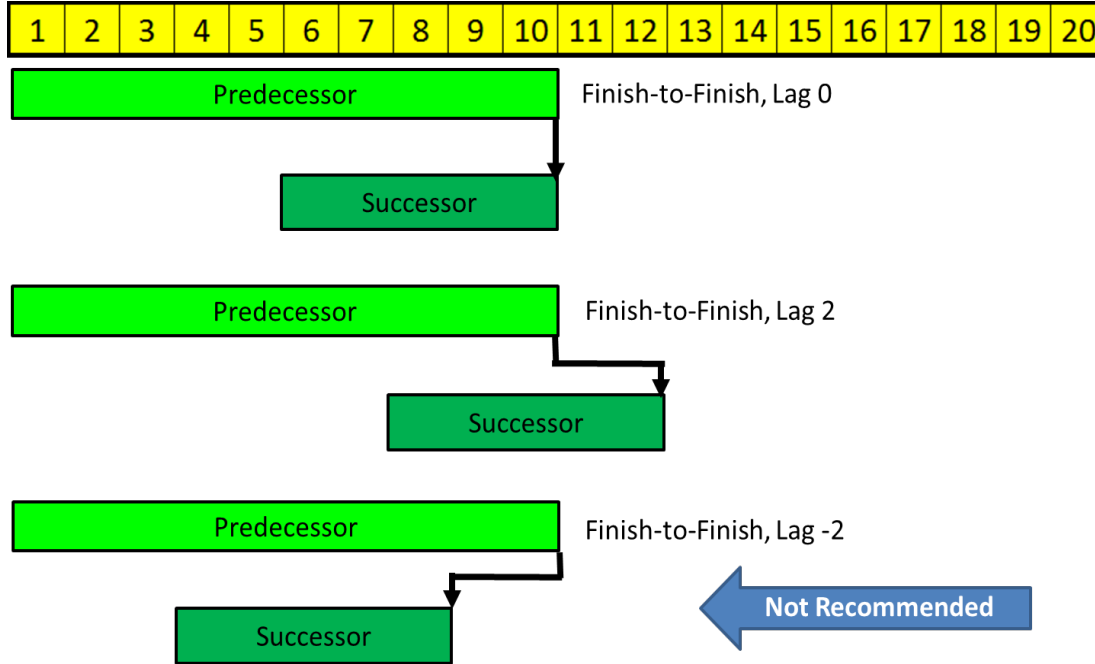 1 2 3 4 5 6 7 8 9 10 11 12 13 14 15 16 17 18 19 20
Predecessor
Finish-to-Finish, Lag 0
Successor
Predecessor
Finish-to-Finish, Lag 2
Successor
Predecessor
Finish-to-Finish, Lag -2
Not Recommended
Successor